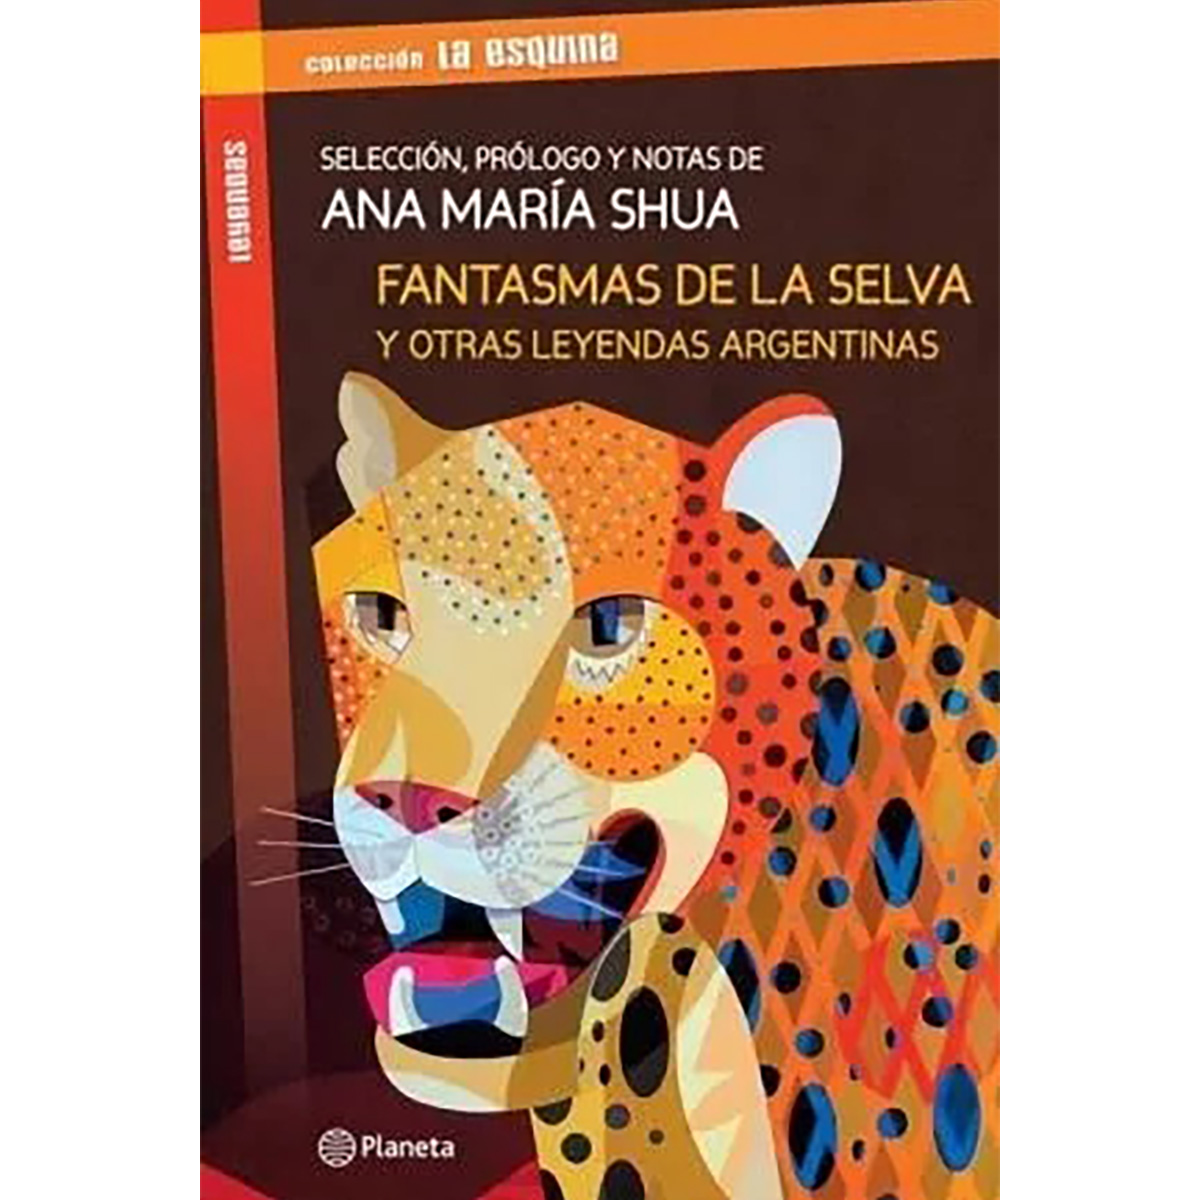 colección la esquina
leyendas
SELECCIÓN, PRÓLOGO Y NOTAS DE
ANA MARÍA SHUA
FANTASMAS DE LA SELVA
Y OTRAS LEYENDAS ARGENTINAS
Planeta